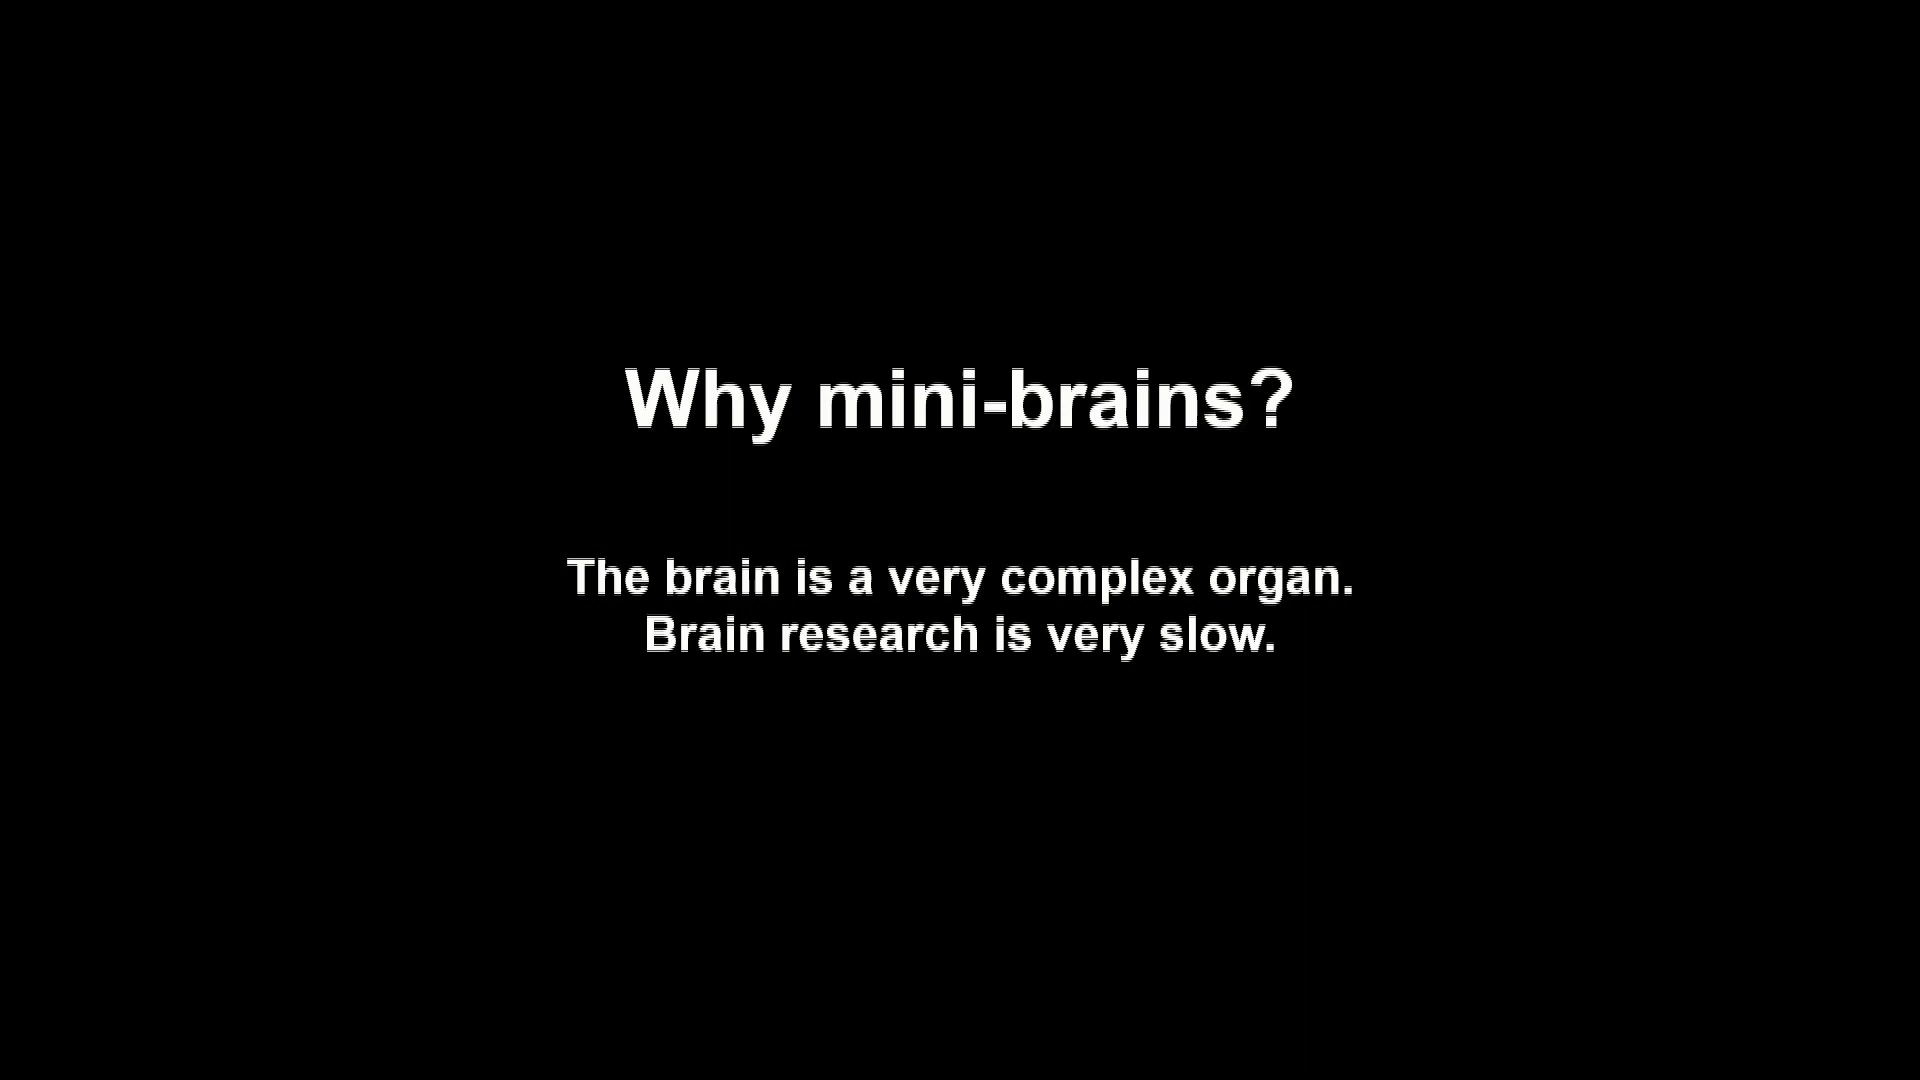 Why mini-brains?
The brain is a very complex organ.
Brain research is very slow.